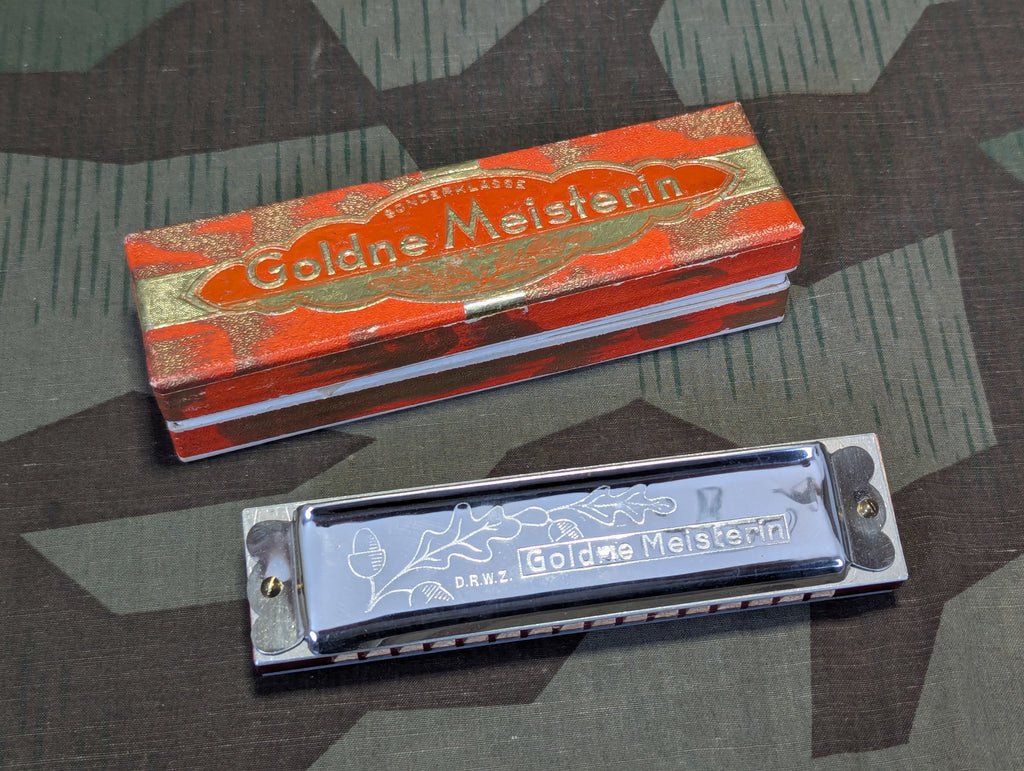 SONDERKLASSE
Goldne Meisterin
D.R.W.Z. Goldne Meisterin